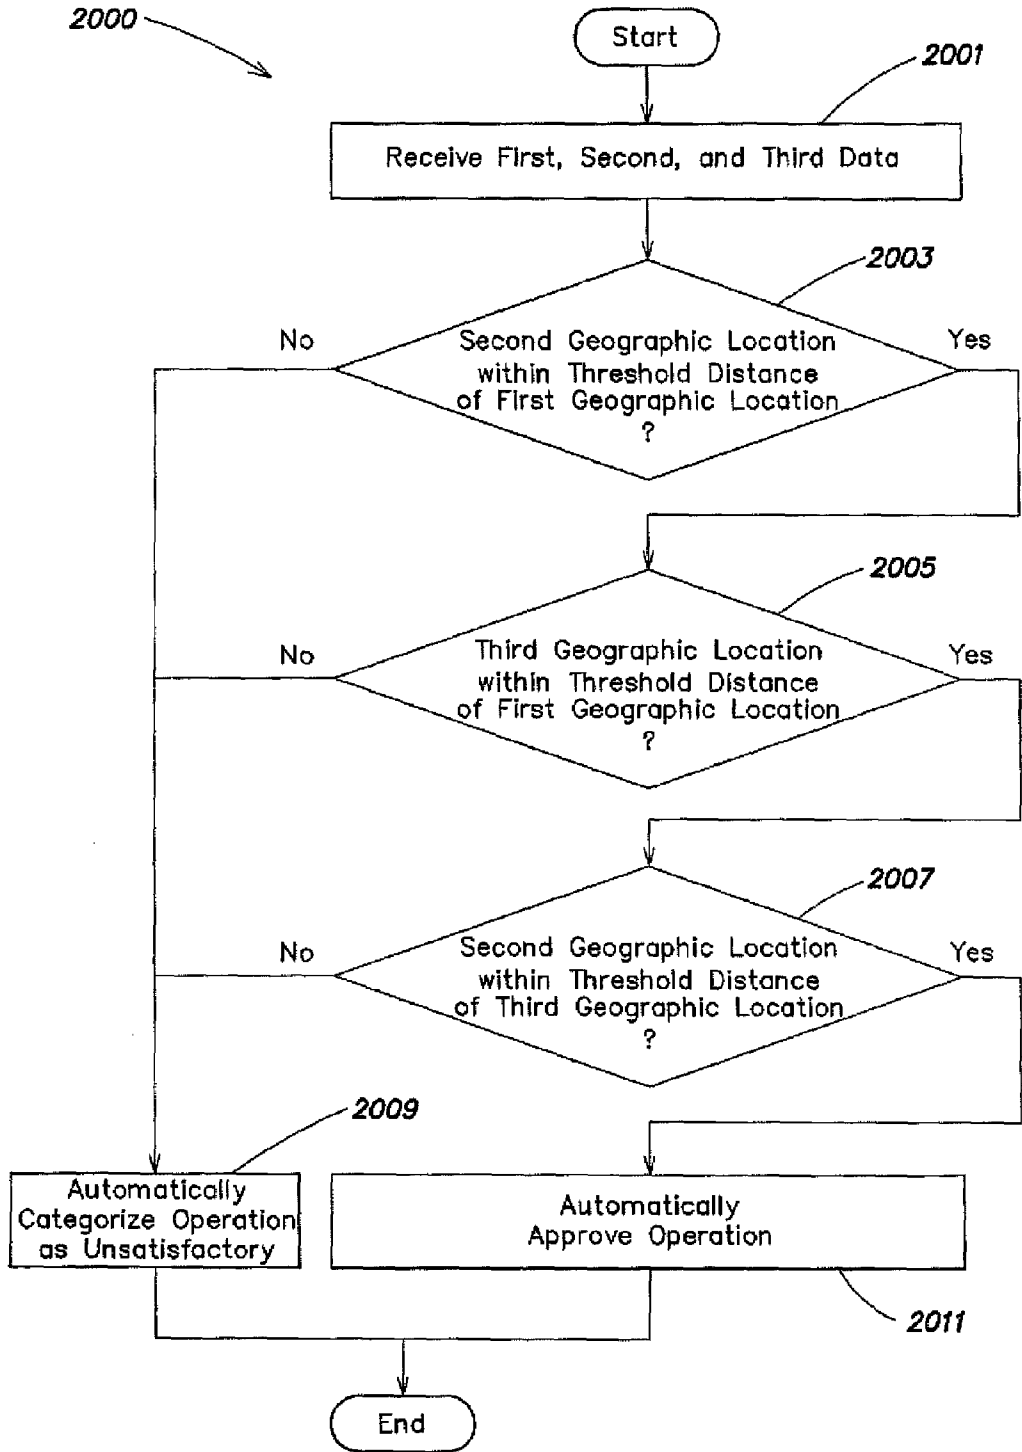 2000
Start
2001
Receive First, Second, and Third Data
2003
No
Yes
Second Geographic Location
within Threshold Distance
of First Geographic Location
?
2005
No
Yes
Third Geographic Location
within Threshold Distance
of First Geographic Location
?
2007
No
Yes
Second Geographic Location
within Threshold Distance
of Third Geographic Location
?
2009
Automatically
Categorize Operation
as Unsatisfactory
Automatically
Approve Operation
2011
End